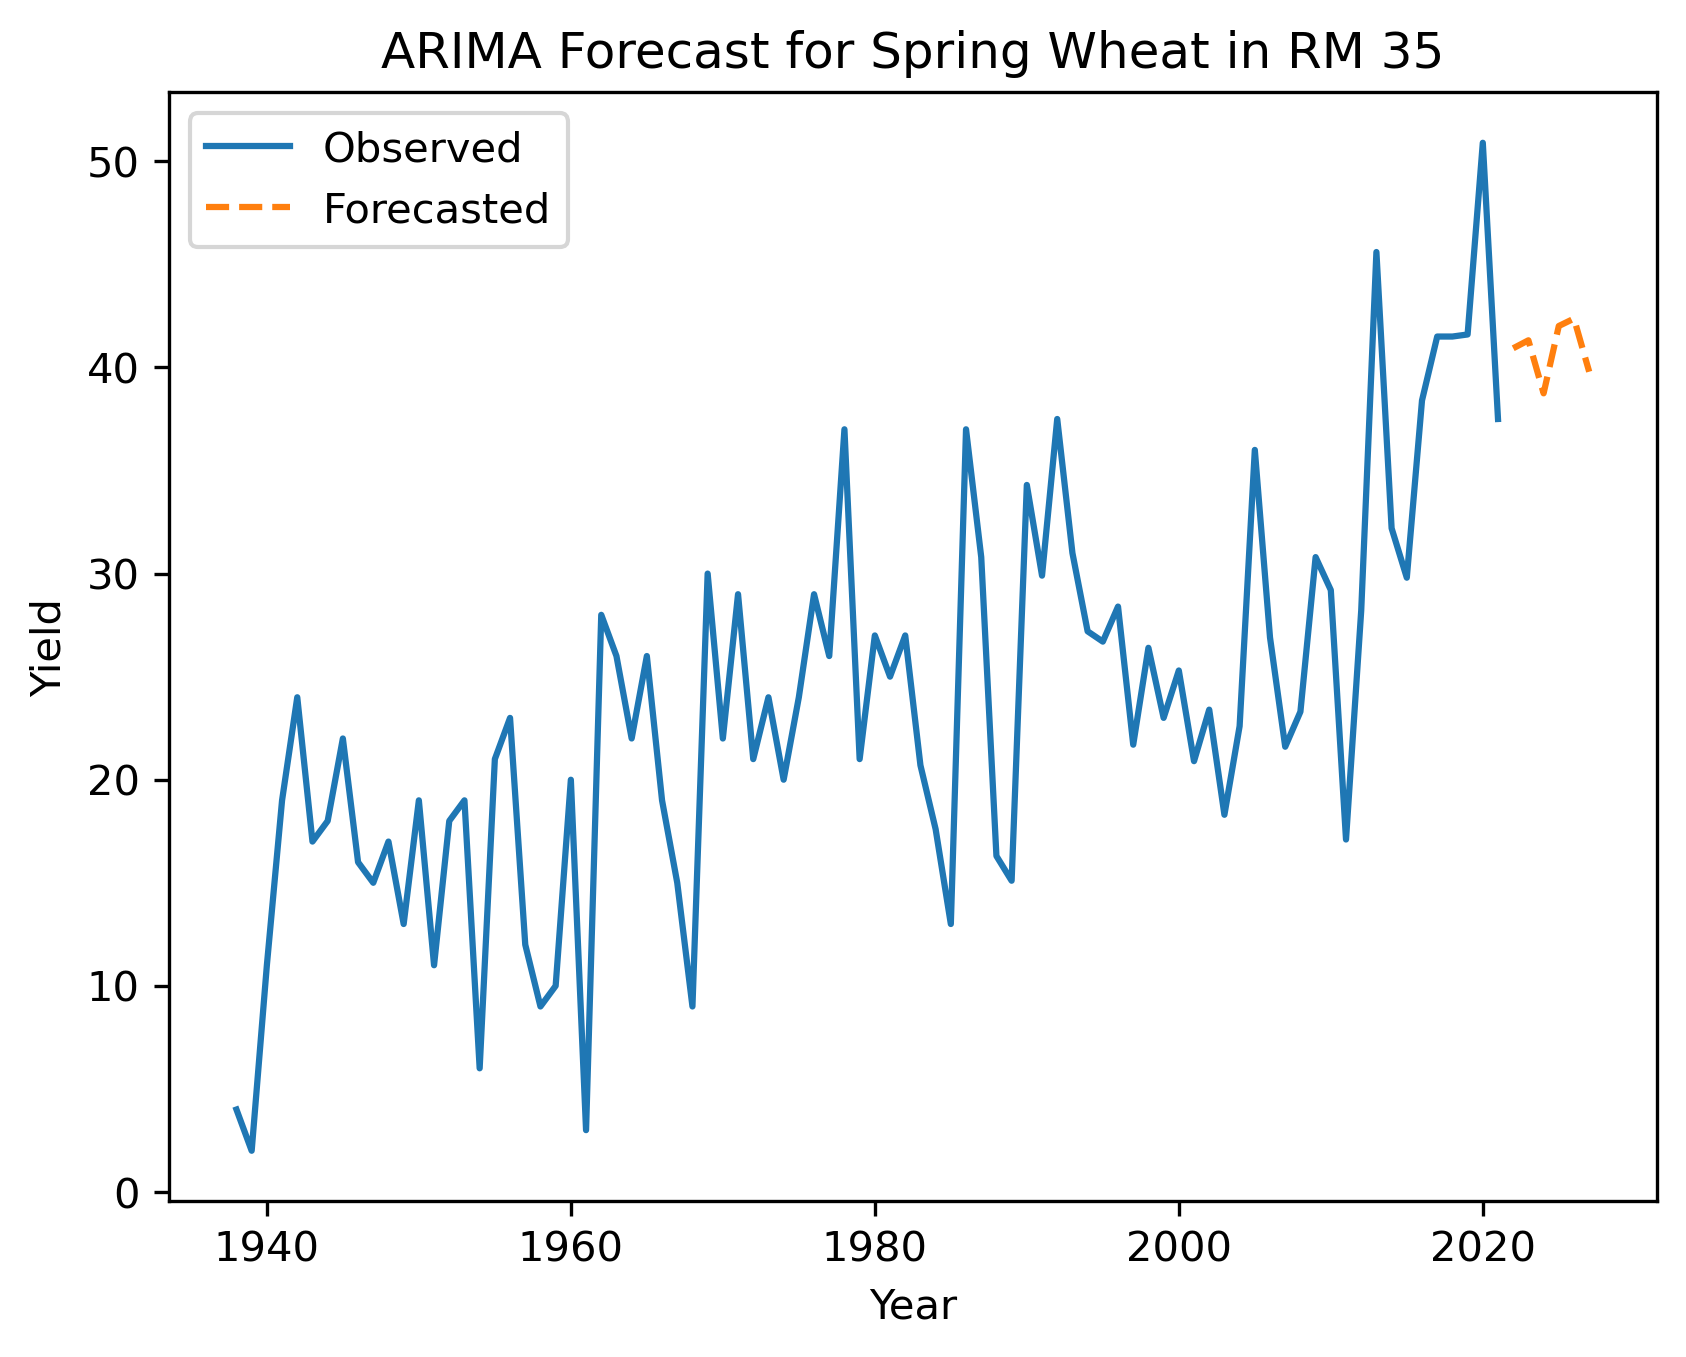 ARIMA Forecast for Spring Wheat in RM 35
Observed
Forecasted
50
40
30
20
10
0
Yield
1940 1960 1980 2000 2020
Year